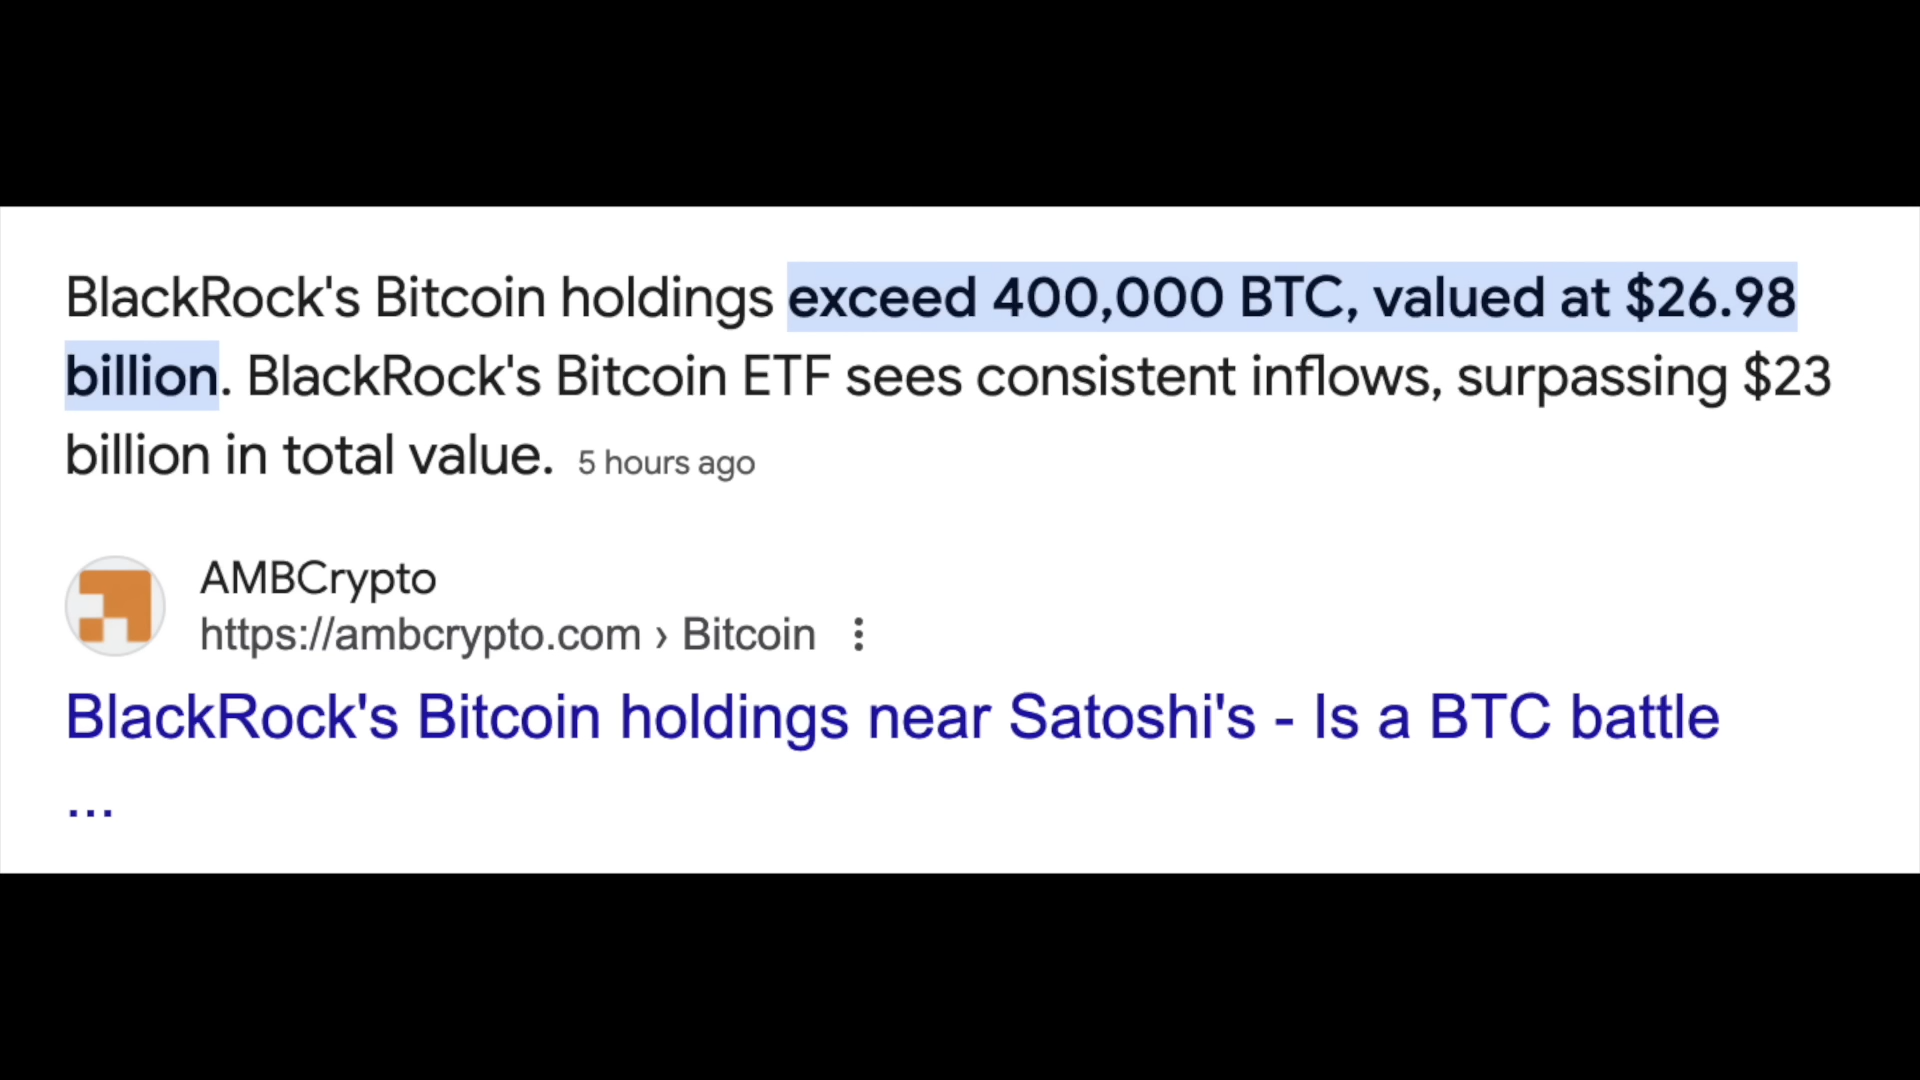 BlackRock's Bitcoin holdings exceed 400,000 BTC, valued at $26.98
billion. BlackRock's Bitcoin ETF sees consistent inflows, surpassing $23
billion in total value. 5 hours ago
AMBCrypto
https://ambcrypto.com › Bitcoin
BlackRock's Bitcoin holdings near Satoshi's - Is a BTC battle
...